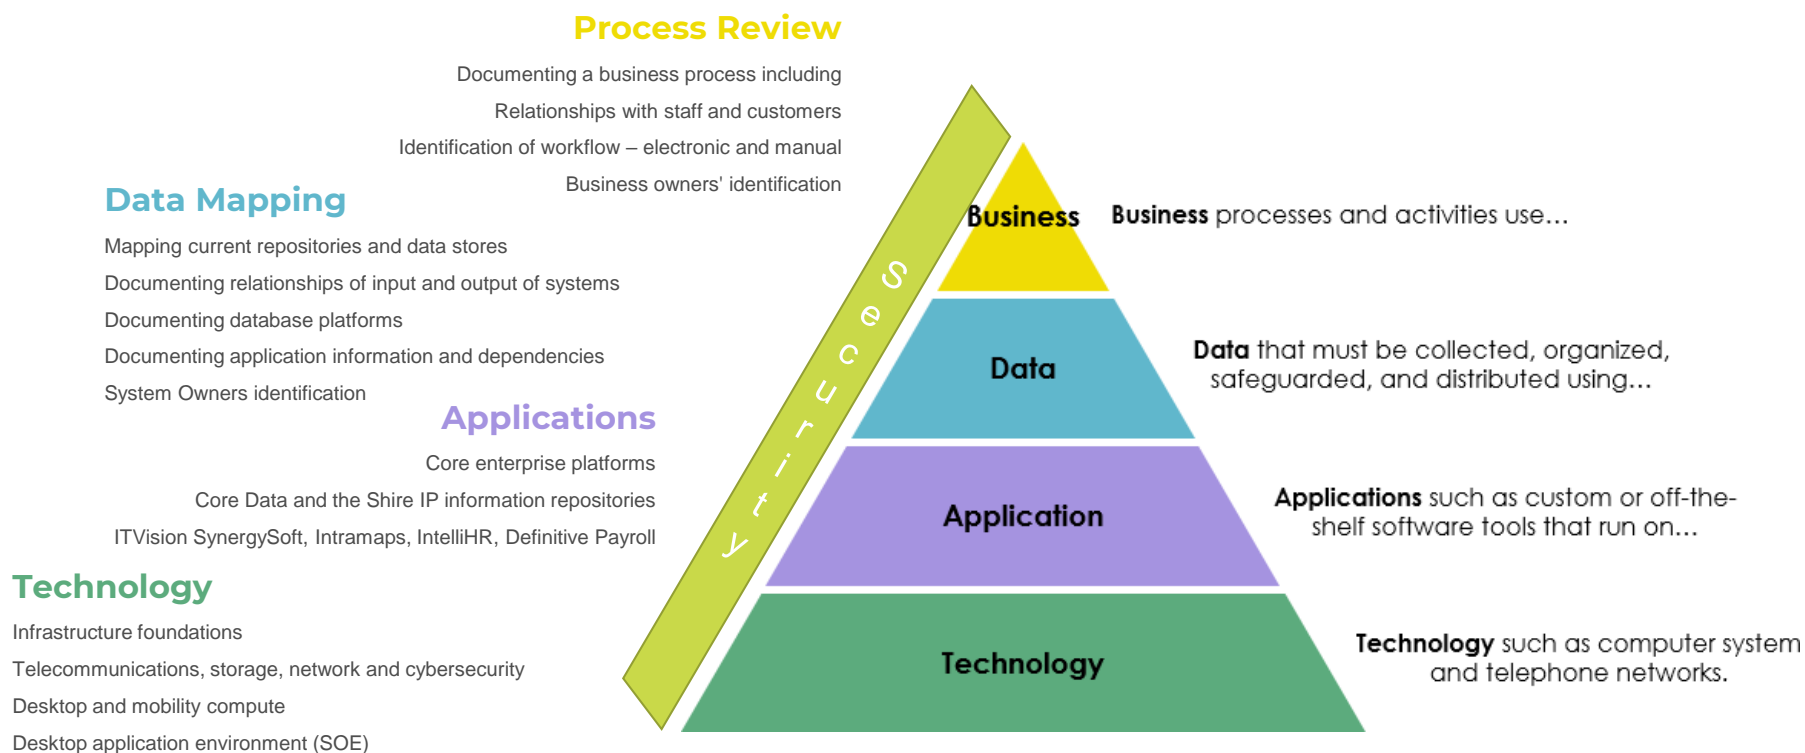 Process Review
Documenting a business process including
Relationships with staff and customers
Identification of workflow – electronic and manual
Business owners' identification
Data Mapping
Mapping current repositories and data stores
Documenting relationships of input and output of systems
Documenting database platforms
Documenting application information and dependencies
System Owners identification
Applications
Core enterprise platforms
Core Data and the Shire IP information repositories
ITVision SynergySoft, Intramaps, IntelliHR, Definitive Payroll
Technology
Infrastructure foundations
Telecommunications, storage, network and cybersecurity
Desktop and mobility compute
Desktop application environment (SOE)
Security
Business
Business processes and activities use...
Data
Data that must be collected, organized,
safeguarded, and distributed using...
Application
Applications such as custom or off-the-
shelf software tools that run on...
Technology
Technology such as computer system
and telephone networks.